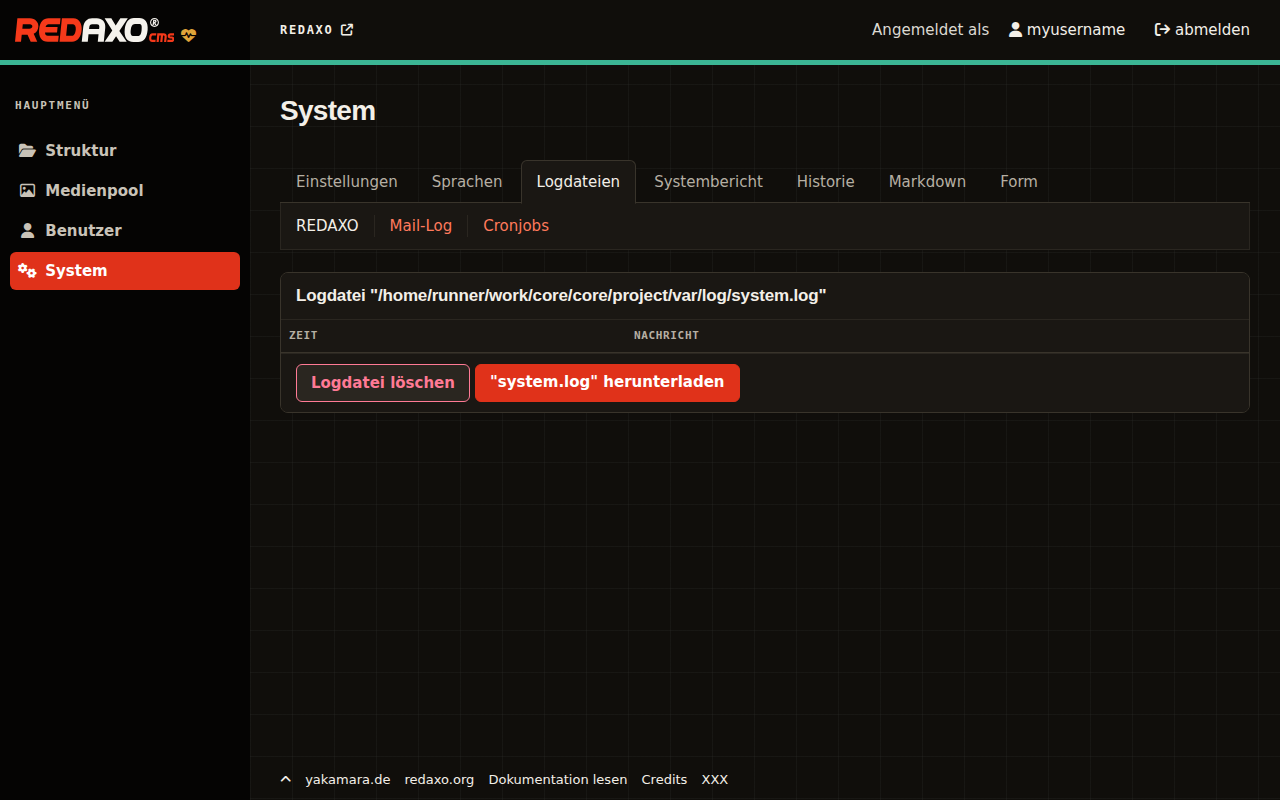 REDAXO® cms
REDAXO
Angemeldet als myusername abmelden
HAUPTMENÜ
Struktur
Medienpool
Benutzer
System
System
Einstellungen Sprachen Logdateien Systembericht Historie Markdown Form
REDAXO Mail-Log Cronjobs
Logdatei "/home/runner/work/core/core/project/var/log/system.log"
ZEIT NACHRICHT
Logdatei löschen "system.log" herunterladen
yakamara.de redaxo.org Dokumentation lesen Credits XXX